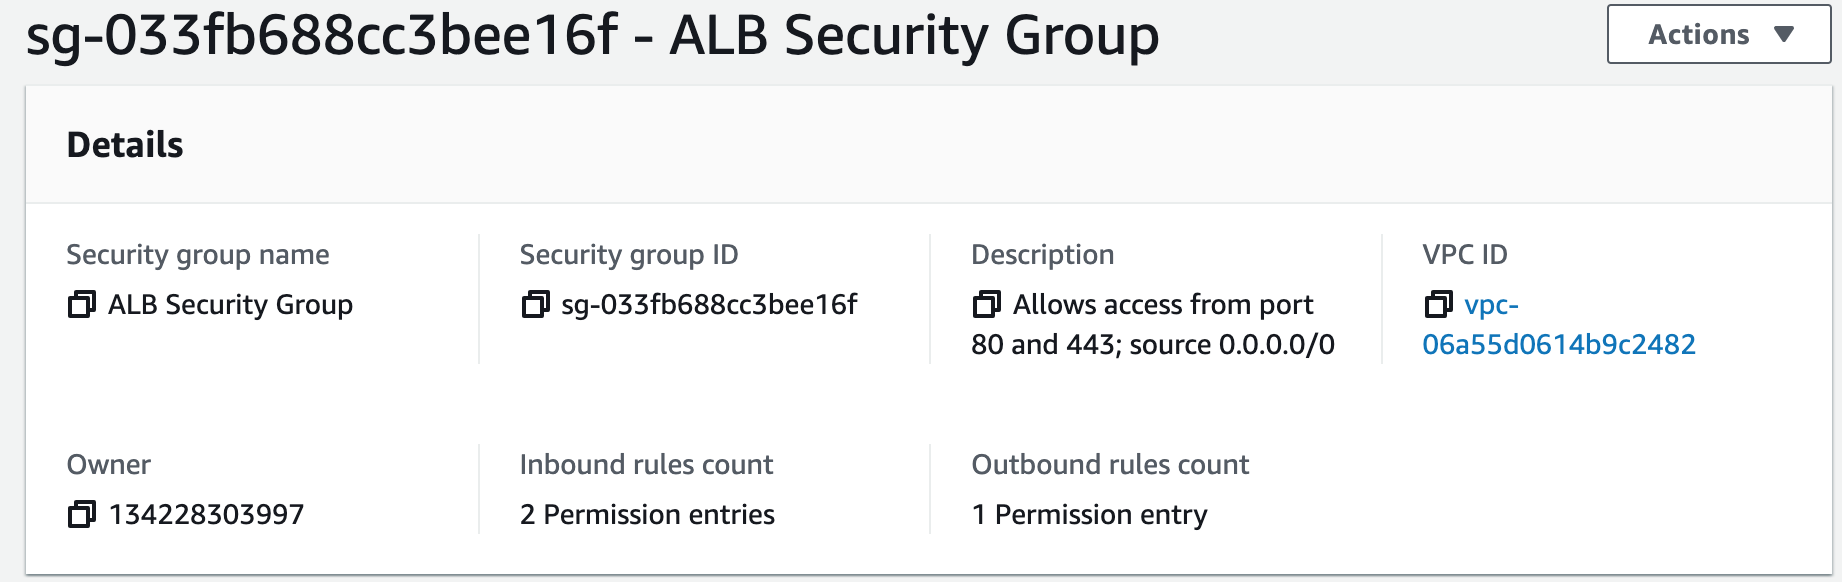 sg-033fb688cc3bee16f - ALB Security Group
Actions
Details
Security group name
ALB Security Group
Security group ID
sg-033fb688cc3bee16f
Description
Allows access from port
80 and 443; source 0.0.0.0/0
VPC ID
vpc-
06a55d0614b9c2482
Owner
134228303997
Inbound rules count
2 Permission entries
Outbound rules count
1 Permission entry